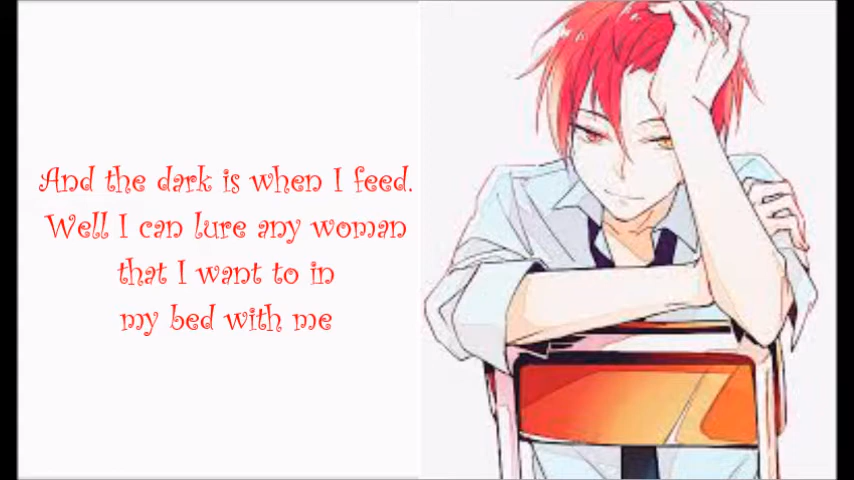 And the dark is when I feed.
Well I can lure any woman
that I want to in
my bed with me